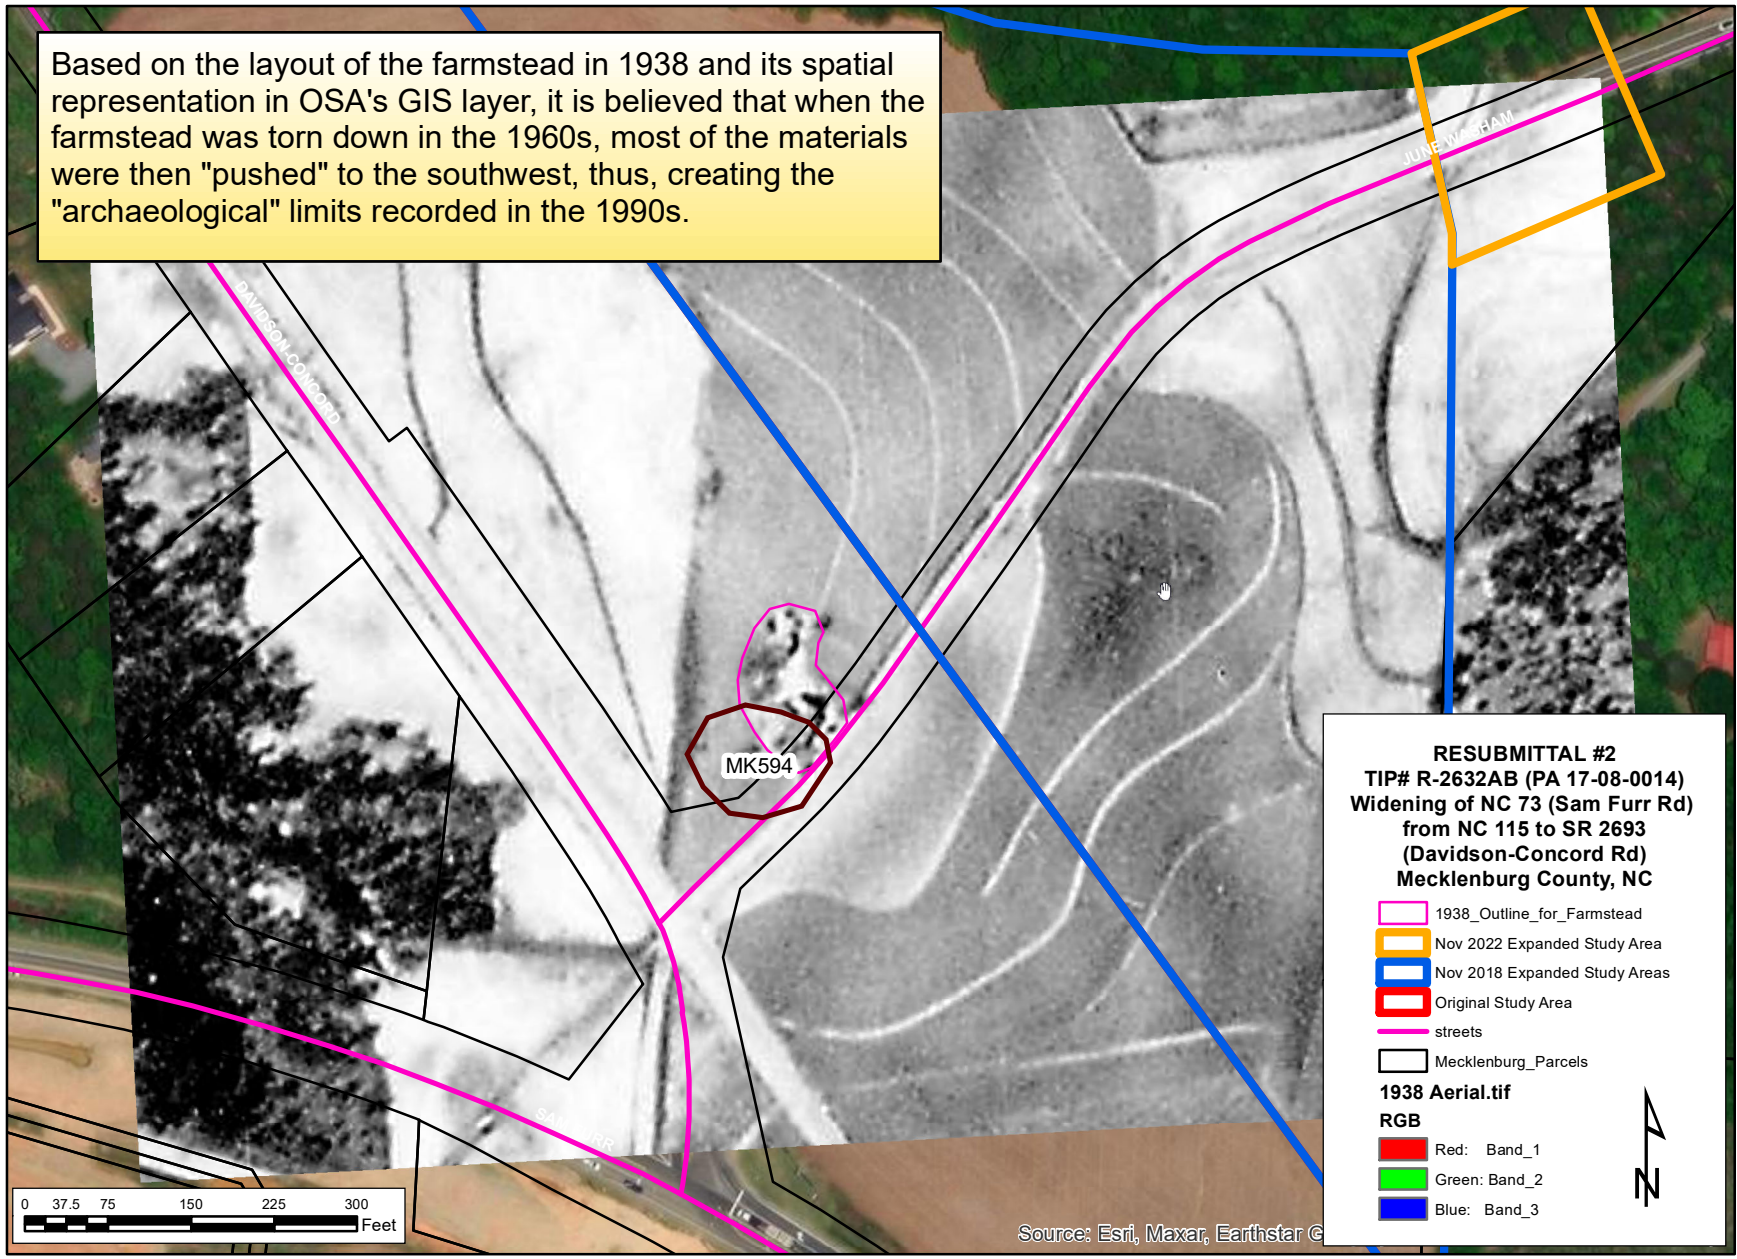 Based on the layout of the farmstead in 1938 and its spatial
representation in OSA's GIS layer, it is believed that when the
farmstead was torn down in the 1960s, most of the materials
were then "pushed" to the southwest, thus, creating the
"archaeological" limits recorded in the 1990s.
JUNE WASHAM
DAVIDSON-CONCORD
MK594
SAM FURR
RESUBMITTAL #2
TIP# R-2632AB (PA 17-08-0014)
Widening of NC 73 (Sam Furr Rd)
from NC 115 to SR 2693
(Davidson-Concord Rd)
Mecklenburg County, NC
1938_Outline_for_Farmstead
Nov 2022 Expanded Study Area
Nov 2018 Expanded Study Areas
Original Study Area
streets
Mecklenburg_Parcels
1938 Aerial.tif
RGB
Red: Band_1
Green: Band_2
Blue: Band_3
N
0 37.5 75 150 225 300
Feet
Source: Esri, Maxar, Earthstar G